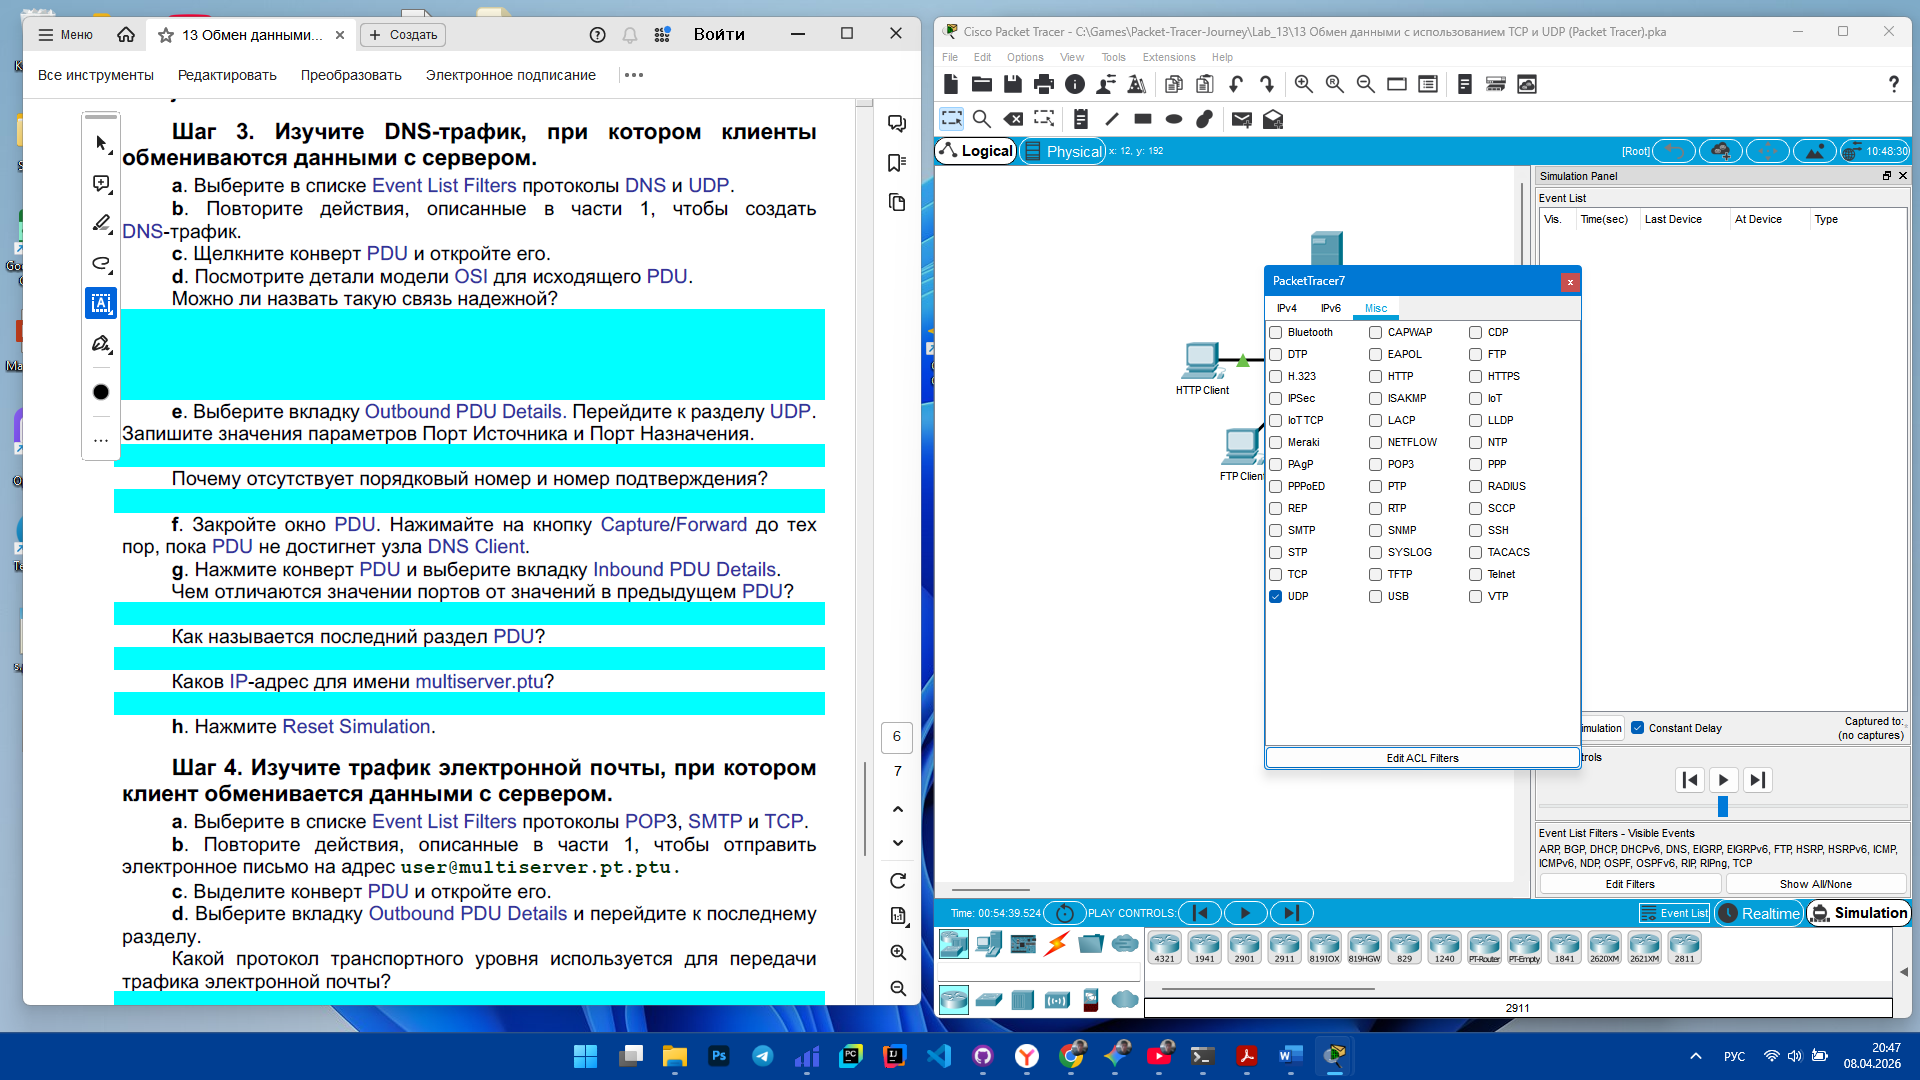 Меню
13 Обмен данными...
Создать
Войти
Все инструменты
Редактировать
Преобразовать
Электронное подписание
Шаг 3. Изучите DNS-трафик, при котором клиенты
обмениваются данными с сервером.
a. Выберите в списке Event List Filters протоколы DNS и UDP.
b. Повторите действия, описанные в части 1, чтобы создать
DNS-трафик.
c. Щелкните конверт PDU и откройте его.
d. Посмотрите детали модели OSI для исходящего PDU.
Можно ли назвать такую связь надежной?
e. Выберите вкладку Outbound PDU Details. Перейдите к разделу UDP.
Запишите значения параметров Порт Источника и Порт Назначения.
Почему отсутствует порядковый номер и номер подтверждения?
f. Закройте окно PDU. Нажимайте на кнопку Capture/Forward до тех
пор, пока PDU не достигнет узла DNS Client.
g. Нажмите конверт PDU и выберите вкладку Inbound PDU Details.
Чем отличаются значении портов от значений в предыдущем PDU?
Как называется последний раздел PDU?
Каков IP-адрес для имени multiserver.ptu?
h. Нажмите Reset Simulation.
Шаг 4. Изучите трафик электронной почты, при котором
клиент обменивается данными с сервером.
a. Выберите в списке Event List Filters протоколы POP3, SMTP и TCP.
b. Повторите действия, описанные в части 1, чтобы отправить
электронное письмо на адрес user@multiserver.pt.ptu.
c. Выделите конверт PDU и откройте его.
d. Выберите вкладку Outbound PDU Details и перейдите к последнему
разделу.
Какой протокол транспортного уровня используется для передачи
трафика электронной почты?
6
7
1:1
Cisco Packet Tracer - C:\Games\Packet-Tracer-Journey\Lab_13\13 Обмен данными с использованием TCP и UDP (Packet Tracer).pka
File Edit Options View Tools Extensions Help
Logical
Physical
x: 12, y: 192
[Root]
10:48:30
HTTP Client
FTP Client
PacketTracer7
IPv4 IPv6 Misc
Bluetooth CAPWAP CDP
DTP EAPOL FTP
H.323 HTTP HTTPS
IPSec ISAKMP IoT
IoT TCP LACP LLDP
Meraki NETFLOW NTP
PAgP POP3 PPP
PPPoED PTP RADIUS
REP RTP SCCP
SMTP SNMP SSH
STP SYSLOG TACACS
TCP TFTP Telnet
UDP USB VTP
Edit ACL Filters
Simulation Panel
Event List
Vis. Time(sec) Last Device At Device Type
imulation
Constant Delay
Captured to:
(no captures)
trols
Event List Filters - Visible Events
ARP, BGP, DHCP, DHCPv6, DNS, EIGRP, EIGRPv6, FTP, HSRP, HSRPv6, ICMP,
ICMPv6, NDP, OSPF, OSPFv6, RIP, RIPng, TCP
Edit Filters
Show All/None
Time: 00:54:39.524
PLAY CONTROLS:
Event List
Realtime
Simulation
4321 1941 2901 2911 819IOX 819HGW 829 1240 PT-Router PT-Empty 1841 2620XM 2621XM 2811
2911
РУС
20:47
08.04.2026